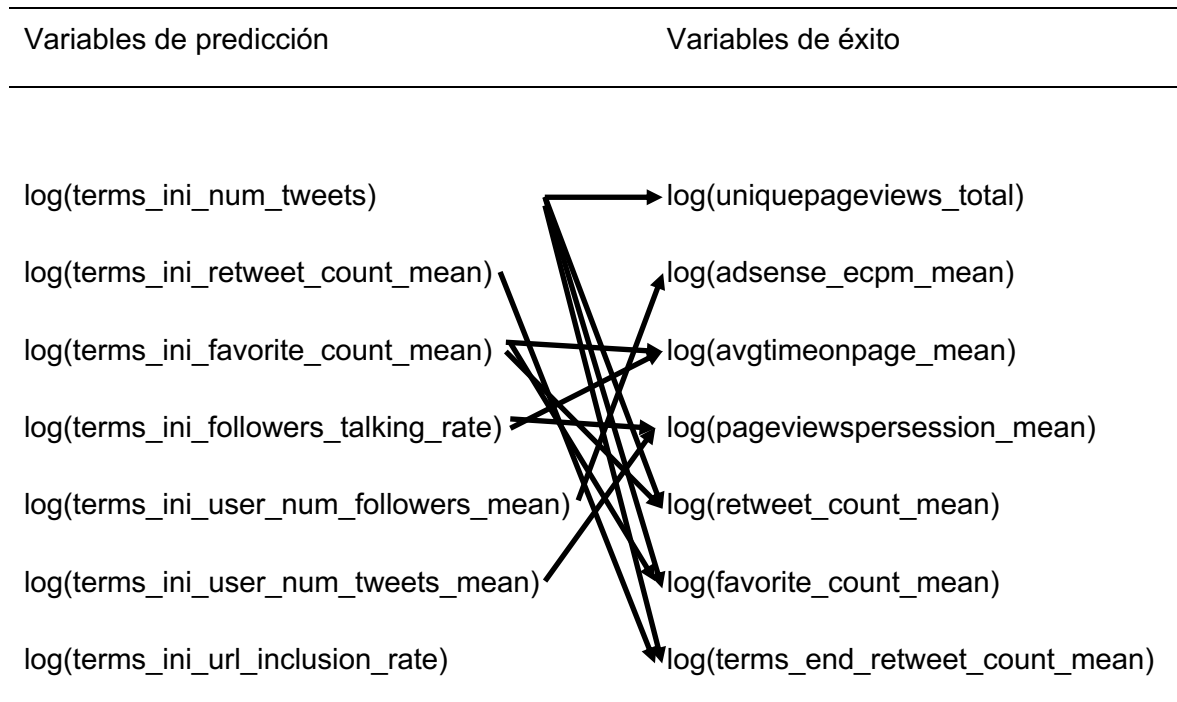 Variables de predicción Variables de éxito
log(terms_ini_num_tweets) log(uniquepageviews_total)
log(terms_ini_retweet_count_mean) log(adsense_ecpm_mean)
log(terms_ini_favorite_count_mean) log(avgtimeonpage_mean)
log(terms_ini_followers_talking_rate) log(pageviewspersession_mean)
log(terms_ini_user_num_followers_mean) log(retweet_count_mean)
log(terms_ini_user_num_tweets_mean) log(favorite_count_mean)
log(terms_ini_url_inclusion_rate) log(terms_end_retweet_count_mean)